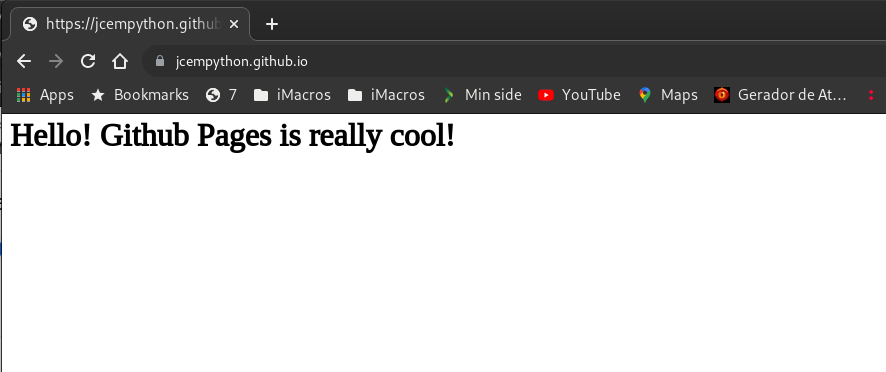 https://jcempython.github
jcempython.github.io
Apps Bookmarks 7 iMacros iMacros Min side YouTube Maps Gerador de At…
Hello! Github Pages is really cool!